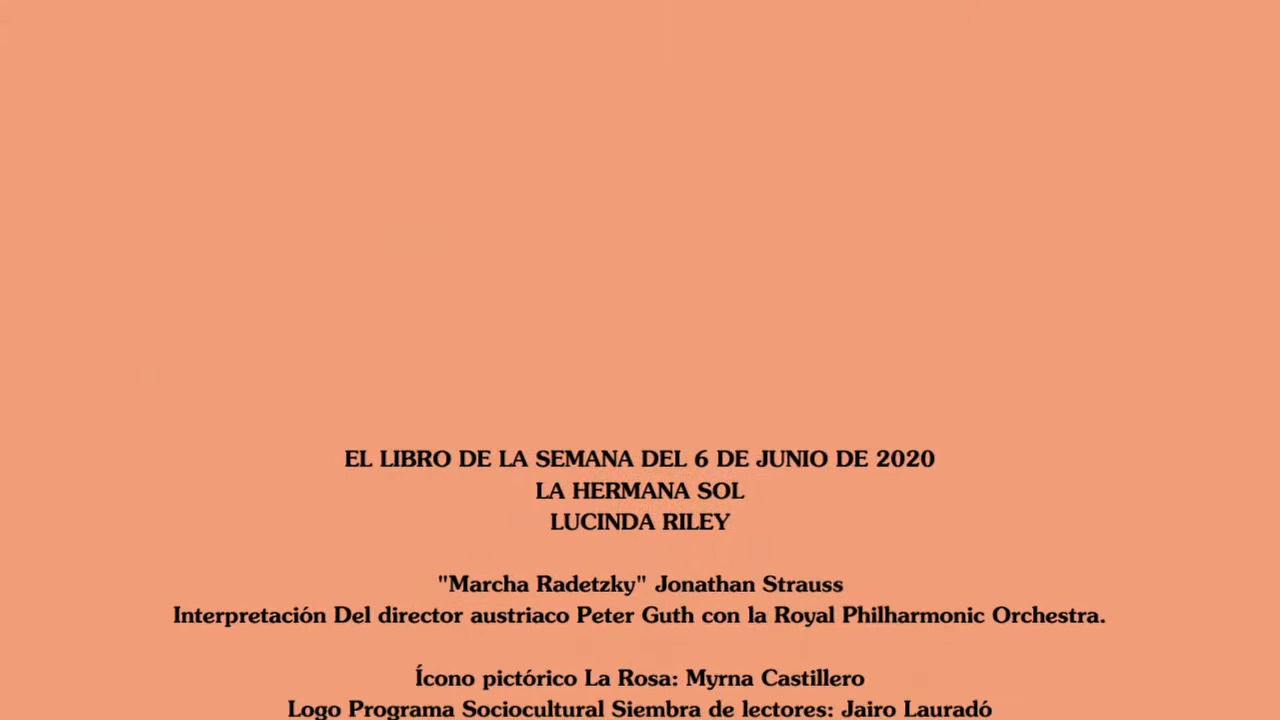 EL LIBRO DE LA SEMANA DEL 6 DE JUNIO DE 2020
LA HERMANA SOL
LUCINDA RILEY
"Marcha Radetzky" Jonathan Strauss
Interpretación Del director austriaco Peter Guth con la Royal Philharmonic Orchestra.
Ícono pictórico La Rosa: Myrna Castillero
Logo Programa Sociocultural Siembra de lectores: Jairo Lauradó